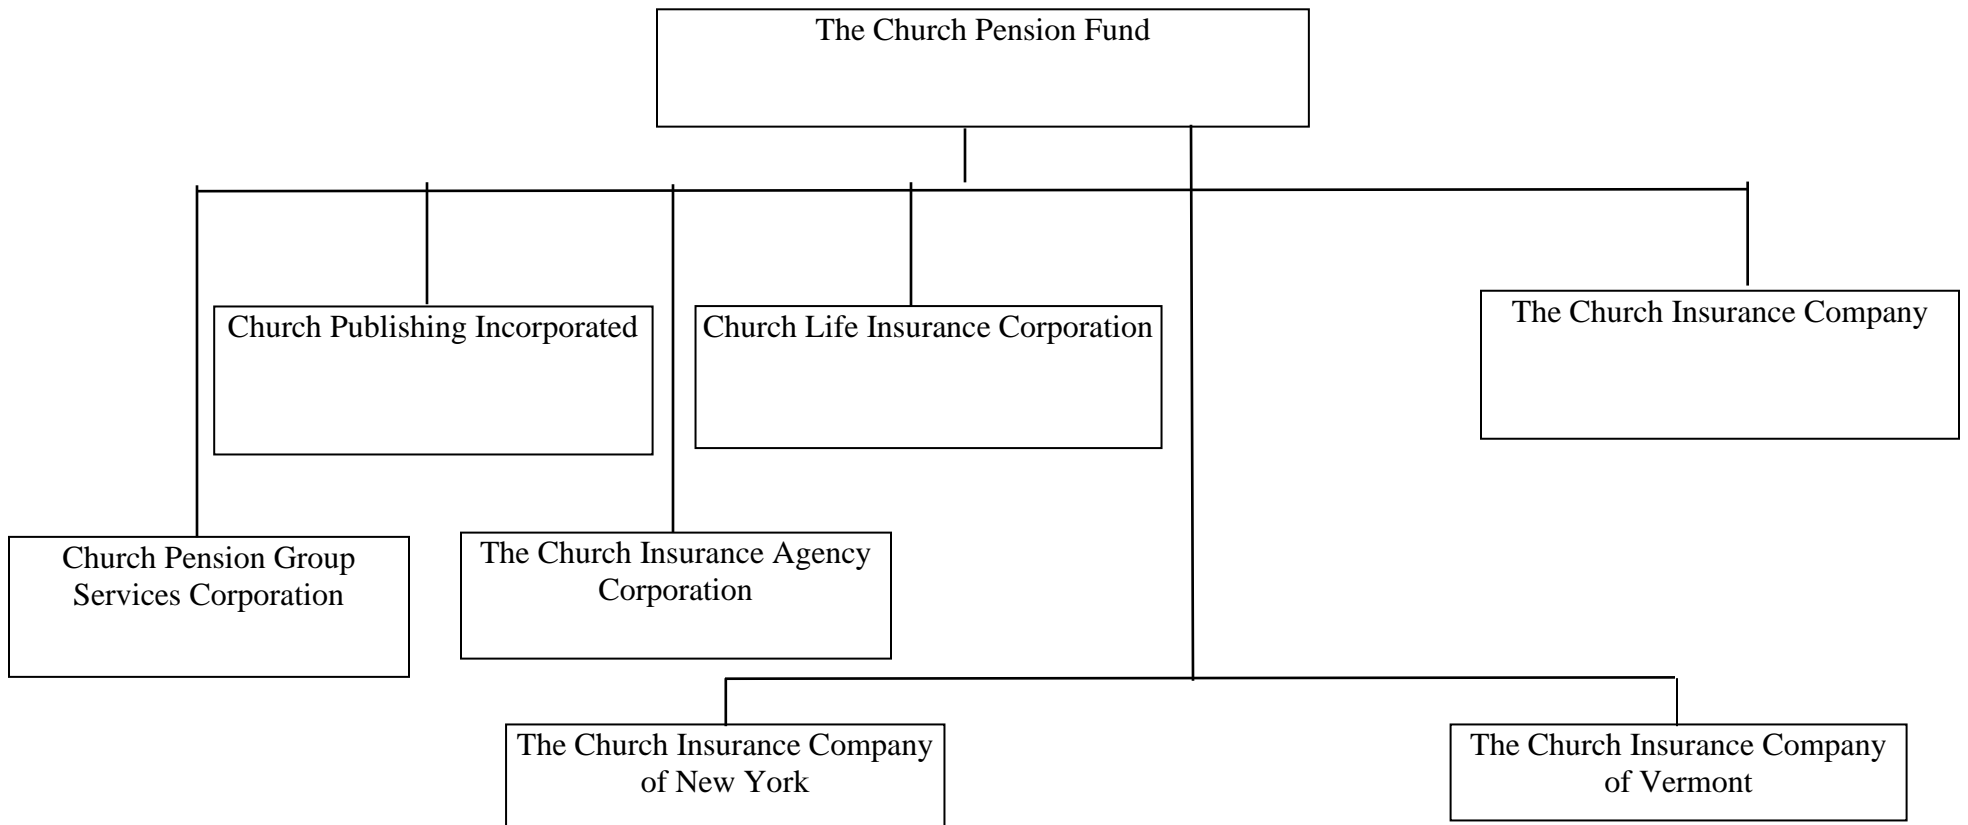 The Church Pension Fund
Church Publishing Incorporated
Church Life Insurance Corporation
The Church Insurance Company
Church Pension Group
Services Corporation
The Church Insurance Agency
Corporation
The Church Insurance Company
of New York
The Church Insurance Company
of Vermont